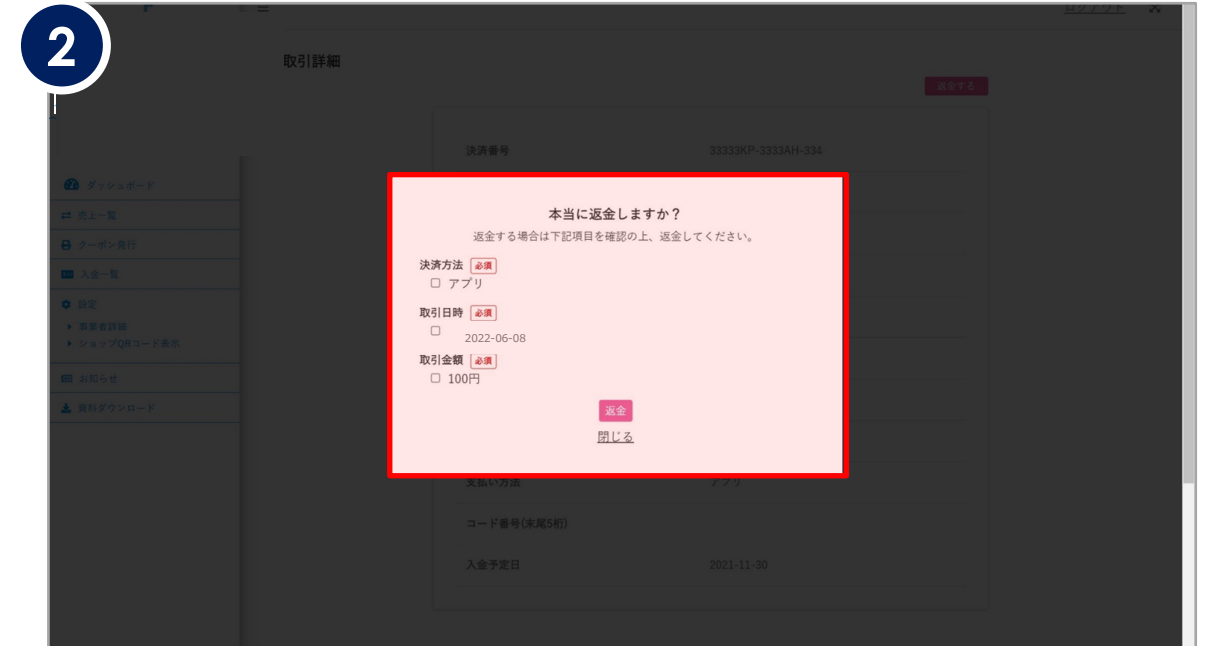 2
ログアウト
取引詳細
返金する
決済番号
33333KP-3333AH-334
ダッシュボード
売上一覧
クーポン発行
入金一覧
設定
事業者詳細
ショップQRコード表示
お知らせ
資料ダウンロード
本当に返金しますか？
返金する場合は下記項目を確認の上、返金してください。
決済方法 必須
アプリ
取引日時 必須
2022-06-08
取引金額 必須
100円
返金
閉じる
支払い方法
アプリ
コード番号(末尾5桁)
入金予定日
2021-11-30